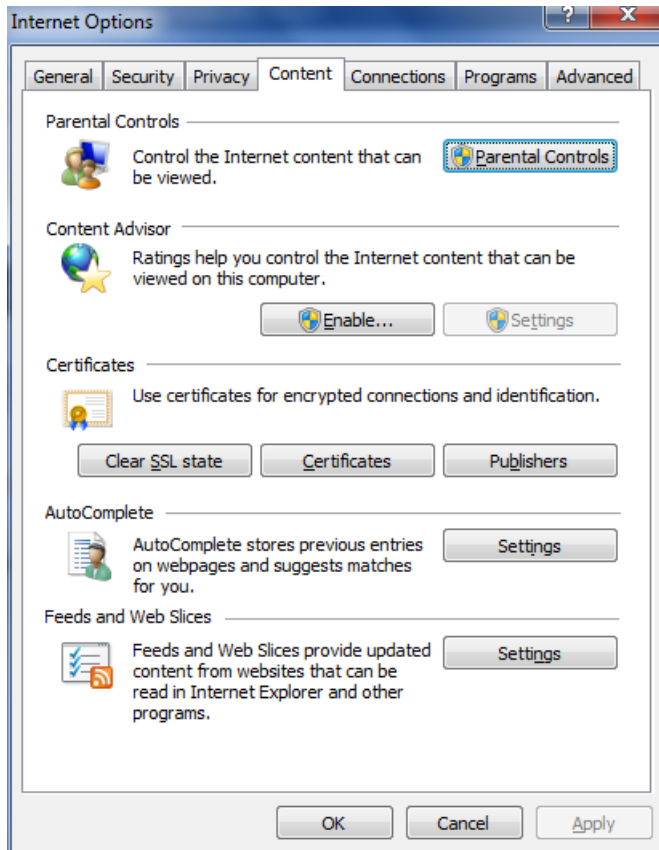 Internet Options
? X
General Security Privacy Content Connections Programs Advanced
Parental Controls
Control the Internet content that can
be viewed.
Parental Controls
Content Advisor
Ratings help you control the Internet content that can be
viewed on this computer.
Enable... Settings
Certificates
Use certificates for encrypted connections and identification.
Clear SSL state Certificates Publishers
AutoComplete
AutoComplete stores previous entries
on webpages and suggests matches
for you.
Settings
Feeds and Web Slices
Feeds and Web Slices provide updated
content from websites that can be
read in Internet Explorer and other
programs.
Settings
OK Cancel Apply